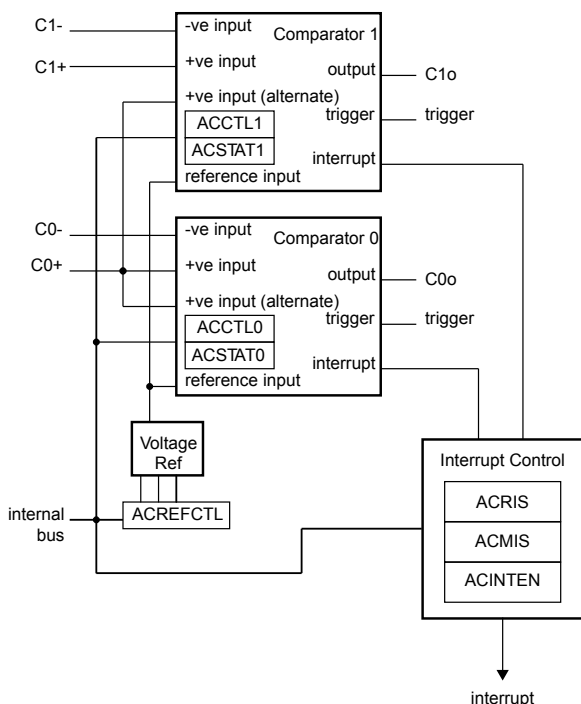 C1-
-ve input
Comparator 1
C1+
+ve input
output
C1o
+ve input (alternate)
trigger
trigger
ACCTL1
ACSTAT1
interrupt
reference input
C0-
-ve input
Comparator 0
C0+
+ve input
output
C0o
+ve input (alternate)
trigger
trigger
ACCTL0
ACSTAT0
interrupt
reference input
Voltage
Ref
ACREFCTL
internal
bus
Interrupt Control
ACRIS
ACMIS
ACINTEN
interrupt